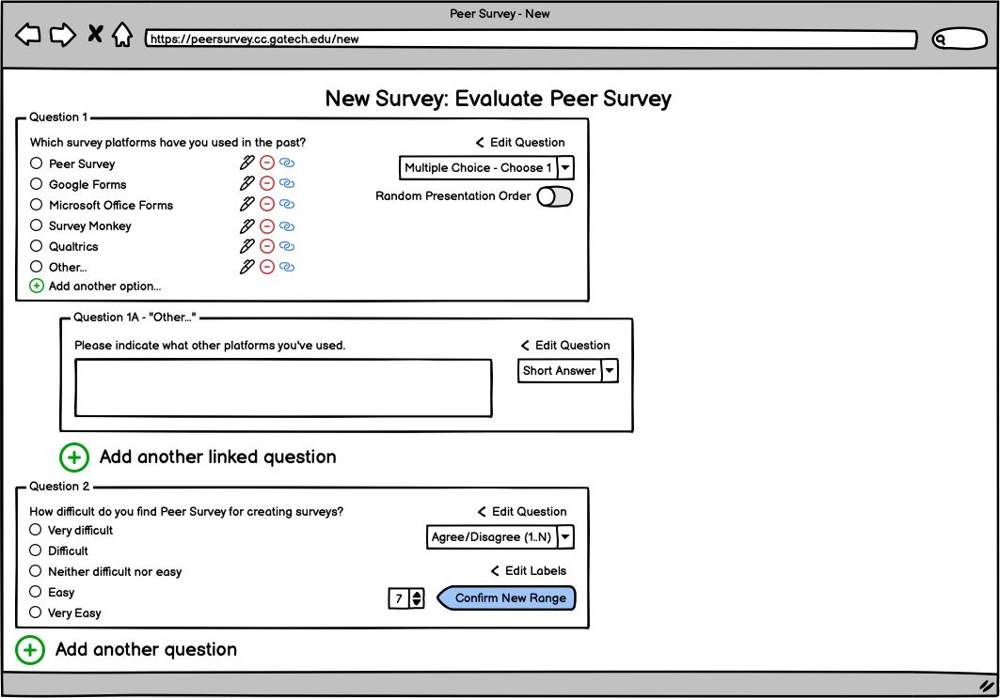 Peer Survey - New
https://peersurvey.cc.gatech.edu/new
New Survey: Evaluate Peer Survey
Question 1
Which survey platforms have you used in the past?
Edit Question
Peer Survey
Multiple Choice - Choose 1
Google Forms
Random Presentation Order
Microsoft Office Forms
Survey Monkey
Qualtrics
Other...
Add another option...
Question 1A - "Other..."
Please indicate what other platforms you've used.
Edit Question
Short Answer
Add another linked question
Question 2
How difficult do you find Peer Survey for creating surveys?
Edit Question
Very difficult
Agree/Disagree (1..N)
Difficult
Neither difficult nor easy
Edit Labels
Easy
7
Confirm New Range
Very Easy
Add another question